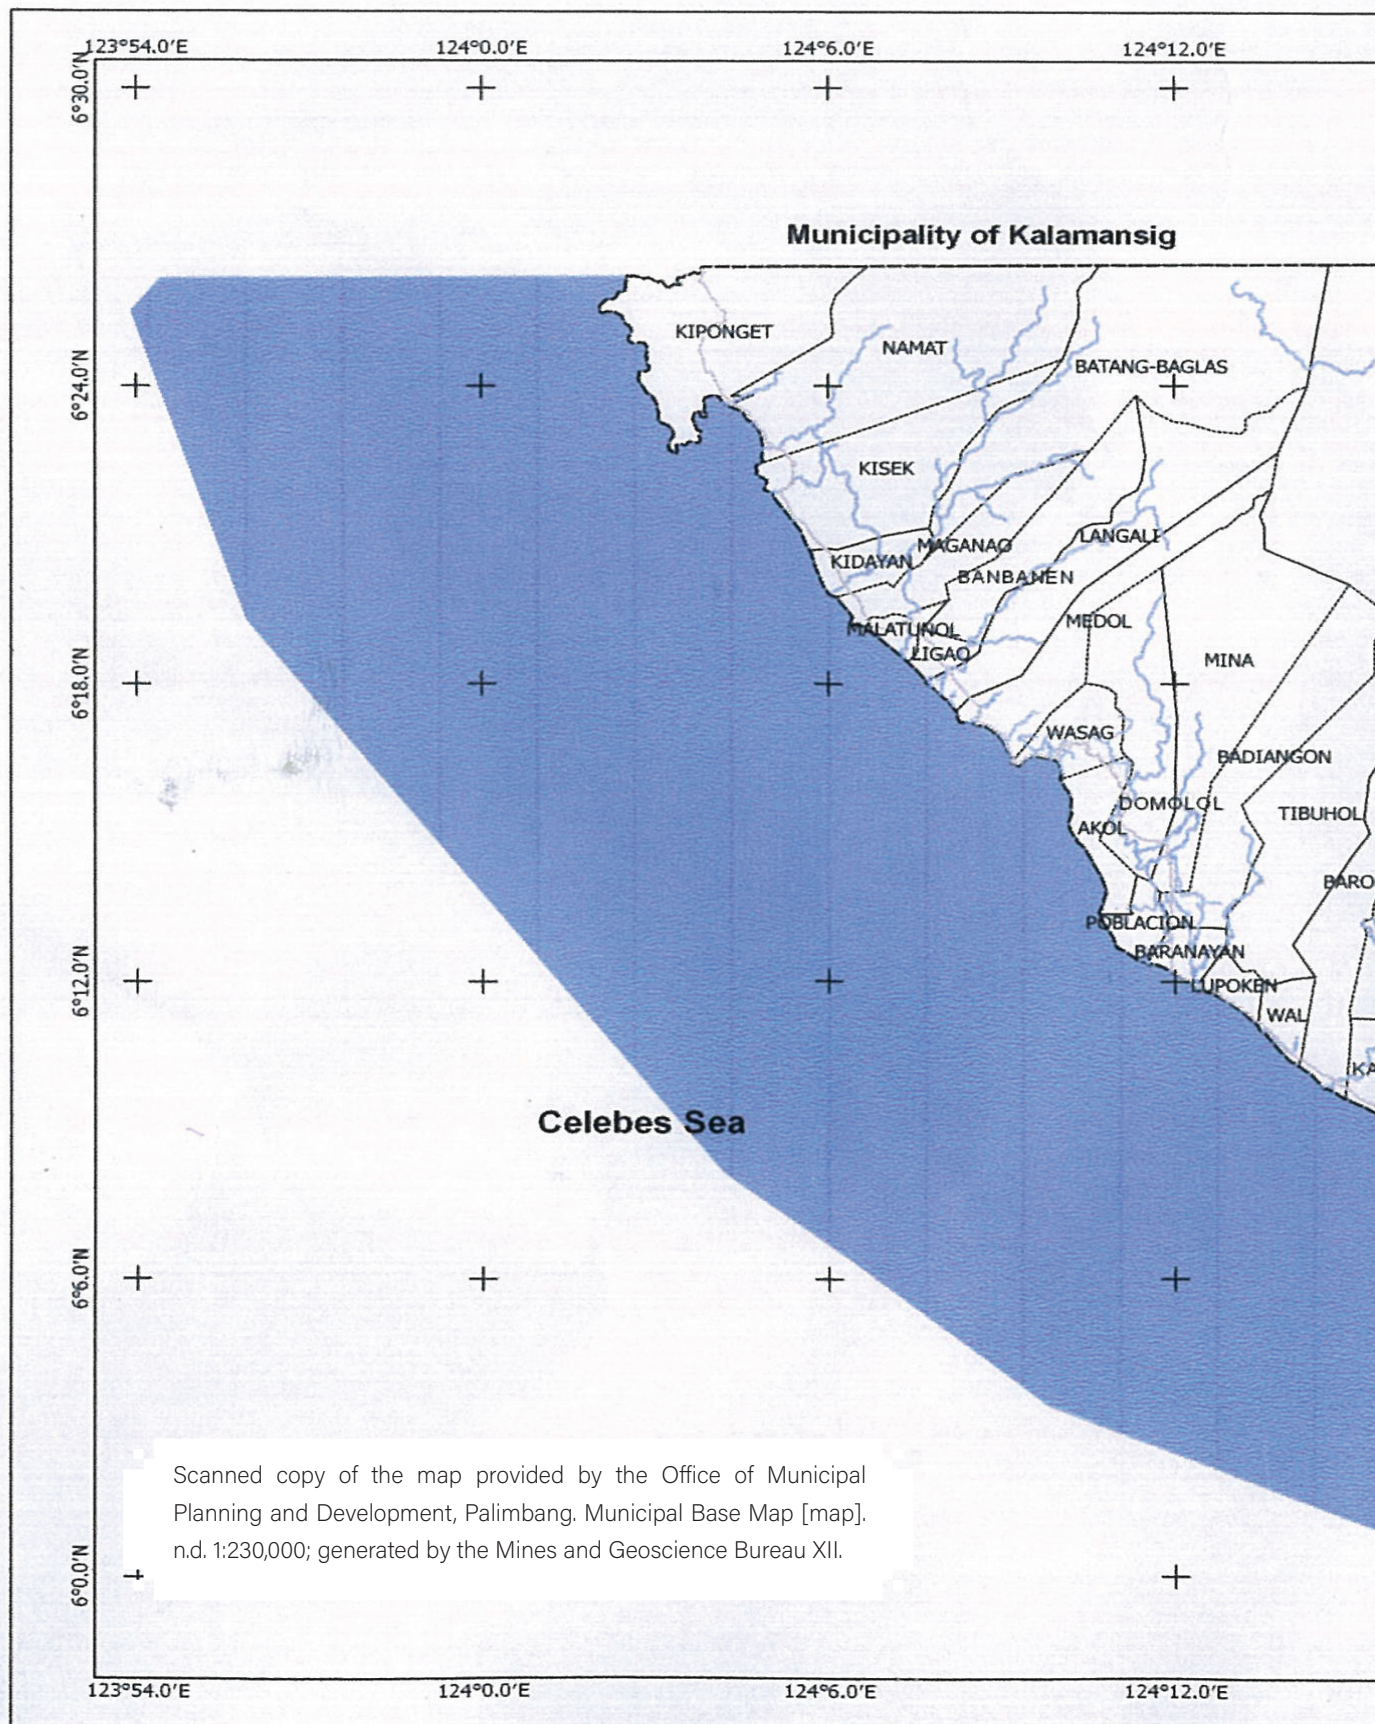 123°54.0'E 124°0.0'E 124°6.0'E 124°12.0'E
6°30.0'N
Municipality of Kalamansig
KIPONGET
NAMAT
BATANG-BAGLAS
6°24.0'N
KISEK
LANGALI
MAGANAO
KIDAYAN
BANBANEN
MEDOL
MALATUNOL
LIGAO
MINA
6°18.0'N
WASAG
BADIANGON
DOMOLOL
TIBUHOL
AKOL
BARO
POBLACION
BARANAYAN
6°12.0'N
LUPOKEN
WAL
KA
Celebes Sea
6°6.0'N
Scanned copy of the map provided by the Office of Municipal
Planning and Development, Palimbang. Municipal Base Map [map].
n.d. 1:230,000; generated by the Mines and Geoscience Bureau XII.
6°0.0'N
123°54.0'E 124°0.0'E 124°6.0'E 124°12.0'E